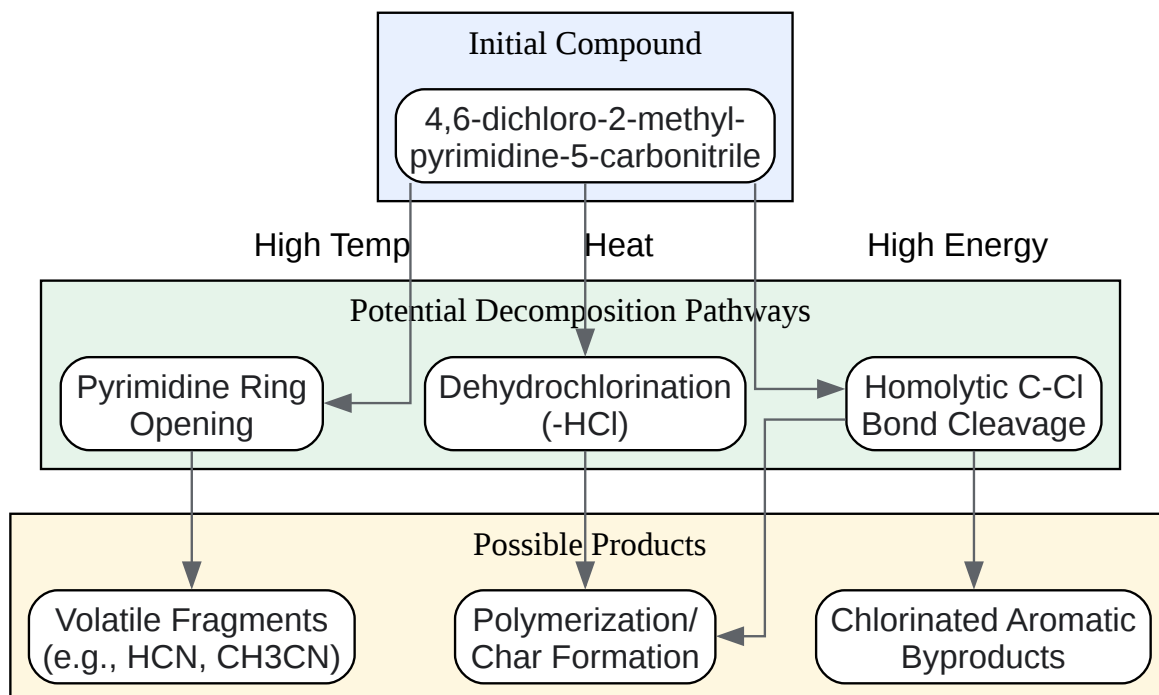 Initial Compound
4,6-dichloro-2-methyl-
pyrimidine-5-carbonitrile
High Temp
Heat
High Energy
Potential Decomposition Pathways
Pyrimidine Ring
Opening
Dehydrochlorination
(-HCl)
Homolytic C-Cl
Bond Cleavage
Possible Products
Volatile Fragments
(e.g., HCN, CH3CN)
Polymerization/
Char Formation
Chlorinated Aromatic
Byproducts